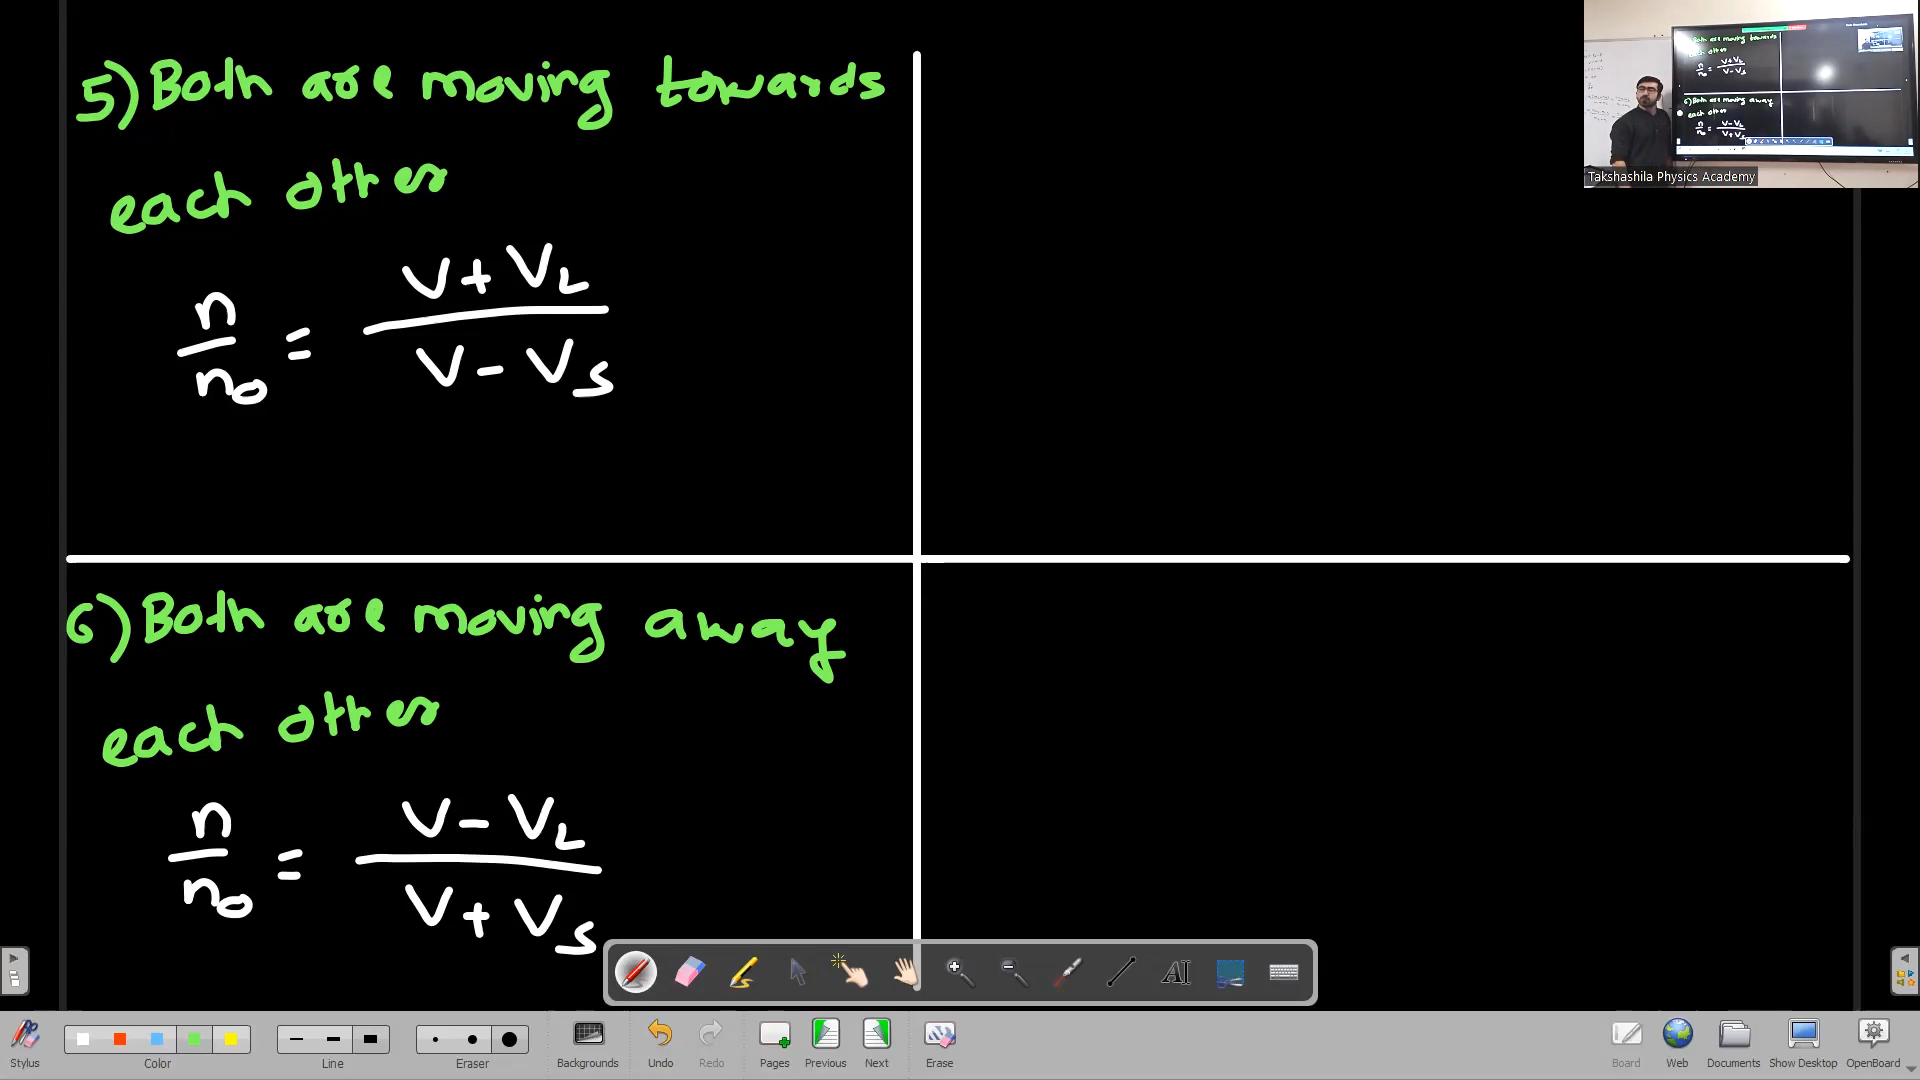 5) Both are moving towards
each other
n/n₀ = V + V_L / V - V_S
6) Both are moving away
each other
n/n₀ = V - V_L / V + V_S
Takshashila Physics Academy
Stylus
Color
Line
Eraser
Backgrounds
Undo
Redo
Pages
Previous
Next
Erase
Board
Web
Documents
Show Desktop
OpenBoard